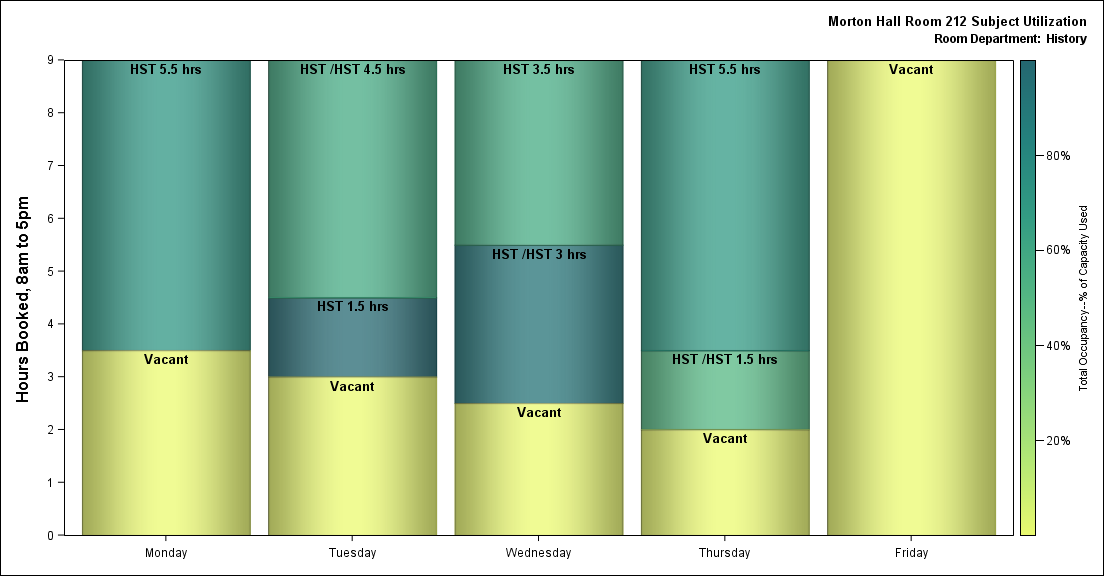 Morton Hall Room 212 Subject Utilization
Room Department: History
Hours Booked, 8am to 5pm
9
8
7
6
5
4
3
2
1
0
HST 5.5 hrs
Vacant
HST /HST 4.5 hrs
HST 1.5 hrs
Vacant
HST 3.5 hrs
HST /HST 3 hrs
Vacant
HST 5.5 hrs
HST /HST 1.5 hrs
Vacant
Vacant
Monday
Tuesday
Wednesday
Thursday
Friday
80%
60%
40%
20%
Total Occupancy--% of Capacity Used